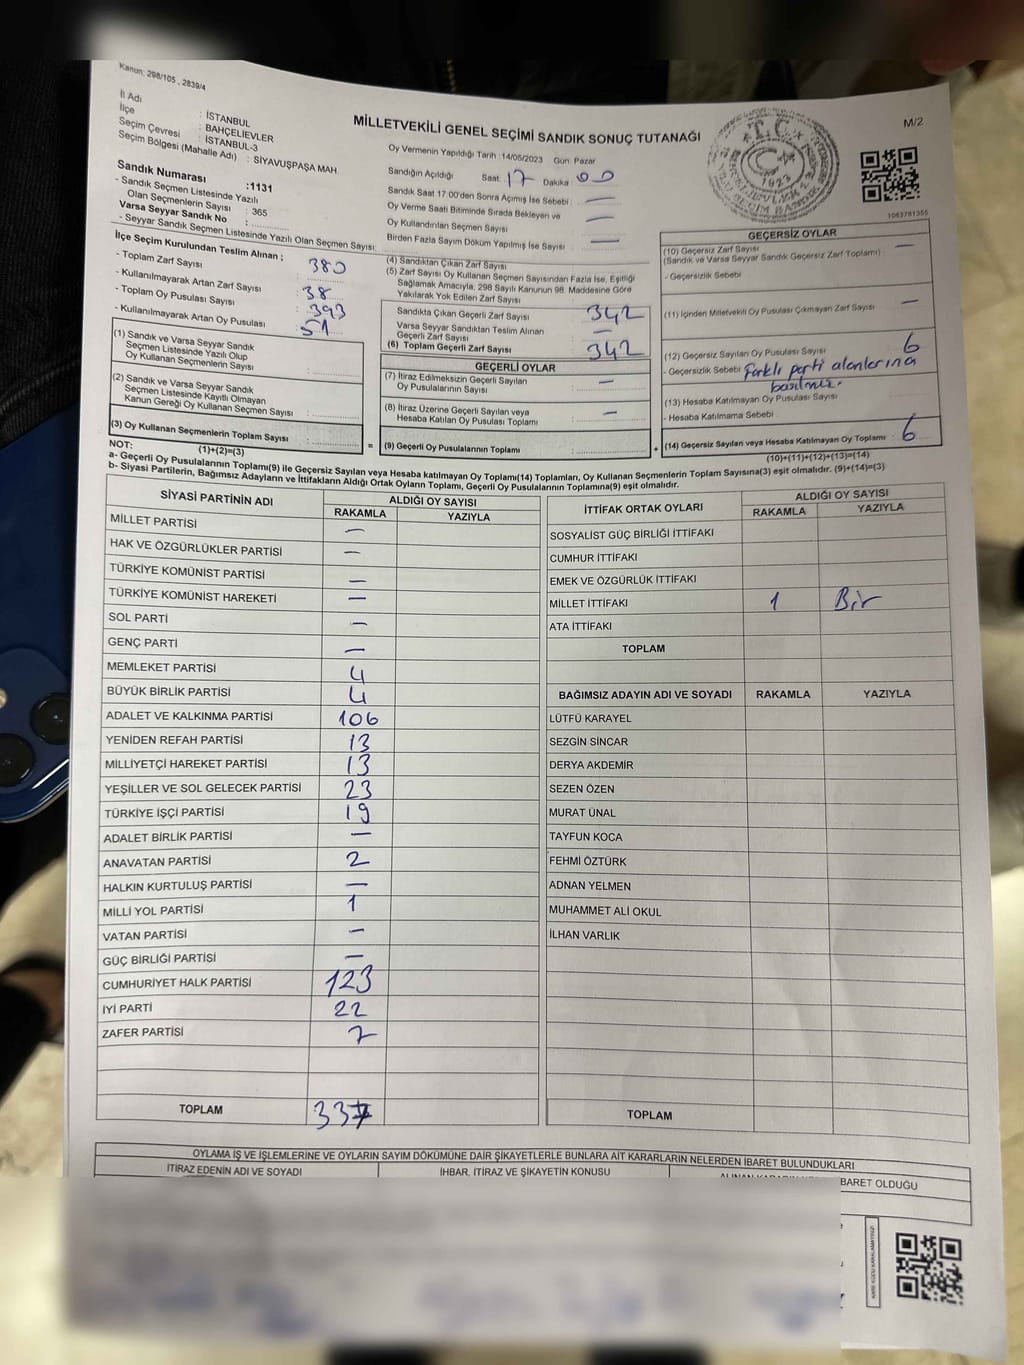 Kanun, 298/105 , 2839/4
İl Adı : İSTANBUL
İlçe : BAHÇELİEVLER
Seçim Çevresi : İSTANBUL-3
Seçim Bölgesi (Mahalle Adı) : SİYAVUŞPAŞA MAH.
Sandık Numarası :1131
- Sandık Seçmen Listesinde Yazılı
Olan Seçmenlerin Sayısı : 365
Varsa Seyyar Sandık No :
- Seyyar Sandık Seçmen Listesinde Yazılı Olan Seçmen Sayısı:
MİLLETVEKİLİ GENEL SEÇİMİ SANDIK SONUÇ TUTANAĞI
Oy Vermenin Yapıldığı Tarih : 14/05/2023 Gün: Pazar
Sandığın Açıldığı Saat: 17 Dakika 00
Sandık Saat 17:00'den Sonra Açılmış İse Sebebi : —
Oy Verme Saati Bitiminde Sırada Bekleyen ve
Oy Kullandırılan Seçmen Sayısı : —
Birden Fazla Sayım Döküm Yapılmış İse Sayısı : —
T.C.
1923
M/2
1063781355
İlçe Seçim Kurulundan Teslim Alınan ;
- Toplam Zarf Sayısı : 380
- Kullanılmayarak Artan Zarf Sayısı : 38
- Toplam Oy Pusulası Sayısı : 393
- Kullanılmayarak Artan Oy Pusulası : 51
(1) Sandık ve Varsa Seyyar Sandık
Seçmen Listesinde Yazılı Olup
Oy Kullanan Seçmenlerin Sayısı :
(2) Sandık ve Varsa Seyyar Sandık
Seçmen Listesinde Kayıtlı Olmayan
Kanun Gereği Oy Kullanan Seçmen Sayısı :
(3) Oy Kullanan Seçmenlerin Toplam Sayısı :
(1)+(2)=(3)
(4) Sandıktan Çıkan Zarf Sayısı
(5) Zarf Sayısı Oy Kullanan Seçmen Sayısından Fazla İse, Eşitliği
Sağlamak Amacıyla, 298 Sayılı Kanunun 98. Maddesine Göre
Yakılarak Yok Edilen Zarf Sayısı
Sandıkta Çıkan Geçerli Zarf Sayısı : 342
Varsa Seyyar Sandıktan Teslim Alınan
Geçerli Zarf Sayısı : —
(6) Toplam Geçerli Zarf Sayısı : 342
GEÇERLİ OYLAR
(7) İtiraz Edilmeksizin Geçerli Sayılan
Oy Pusulalarının Sayısı : —
(8) İtiraz Üzerine Geçerli Sayılan veya
Hesaba Katılan Oy Pusulası Toplamı : —
= (9) Geçerli Oy Pusulalarının Toplamı :
GEÇERSİZ OYLAR
(10) Geçersiz Zarf Sayısı : —
(Sandık ve Varsa Seyyar Sandık Geçersiz Zarf Toplamı) :
- Geçersizlik Sebebi
(11) İçinden Milletvekili Oy Pusulası Çıkmayan Zarf Sayısı : —
(12) Geçersiz Sayılan Oy Pusulası Sayısı : 6
- Geçersizlik Sebebi : farklı parti alanlarına
basılmış.
(13) Hesaba Katılmayan Oy Pusulası Sayısı :
- Hesaba Katılmama Sebebi :
+ (14) Geçersiz Sayılan veya Hesaba Katılmayan Oy Toplamı : 6
(10)+(11)+(12)+(13)=(14)
NOT:
a- Geçerli Oy Pusulalarının Toplamı(9) ile Geçersiz Sayılan veya Hesaba katılmayan Oy Toplamı(14) Toplamları, Oy Kullanan Seçmenlerin Toplam Sayısına(3) eşit olmalıdır. (9)+(14)=(3)
b- Siyasi Partilerin, Bağımsız Adayların ve İttifakların Aldığı Ortak Oyların Toplamı, Geçerli Oy Pusulalarının Toplamına(9) eşit olmalıdır.
SİYASİ PARTİNİN ADI ALDIĞI OY SAYISI
RAKAMLA YAZIYLA
MİLLET PARTİSİ —
HAK VE ÖZGÜRLÜKLER PARTİSİ —
TÜRKİYE KOMÜNİST PARTİSİ —
TÜRKİYE KOMÜNİST HAREKETİ —
SOL PARTİ —
GENÇ PARTİ —
MEMLEKET PARTİSİ 4
BÜYÜK BİRLİK PARTİSİ 4
ADALET VE KALKINMA PARTİSİ 106
YENİDEN REFAH PARTİSİ 13
MİLLİYETÇİ HAREKET PARTİSİ 13
YEŞİLLER VE SOL GELECEK PARTİSİ 23
TÜRKİYE İŞÇİ PARTİSİ 19
ADALET BİRLİK PARTİSİ —
ANAVATAN PARTİSİ 2
HALKIN KURTULUŞ PARTİSİ —
MİLLİ YOL PARTİSİ 1
VATAN PARTİSİ —
GÜÇ BİRLİĞİ PARTİSİ —
CUMHURİYET HALK PARTİSİ 123
İYİ PARTİ 22
ZAFER PARTİSİ 7
TOPLAM 337
İTTİFAK ORTAK OYLARI ALDIĞI OY SAYISI
RAKAMLA YAZIYLA
SOSYALİST GÜÇ BİRLİĞİ İTTİFAKI
CUMHUR İTTİFAKI
EMEK VE ÖZGÜRLÜK İTTİFAKI
MİLLET İTTİFAKI 1 Bir
ATA İTTİFAKI
TOPLAM
BAĞIMSIZ ADAYIN ADI VE SOYADI RAKAMLA YAZIYLA
LÜTFÜ KARAYEL
SEZGİN SİNCAR
DERYA AKDEMİR
SEZEN ÖZEN
MURAT ÜNAL
TAYFUN KOCA
FEHMİ ÖZTÜRK
ADNAN YELMEN
MUHAMMET ALİ OKUL
İLHAN VARLIK
TOPLAM
OYLAMA İŞ VE İŞLEMLERİNE VE OYLARIN SAYIM DÖKÜMÜNE DAİR ŞİKAYETLERLE BUNLARA AİT KARARLARIN NELERDEN İBARET BULUNDUKLARI
İTİRAZ EDENİN ADI VE SOYADI İHBAR, İTİRAZ VE ŞİKAYETİN KONUSU BARET OLDUĞU